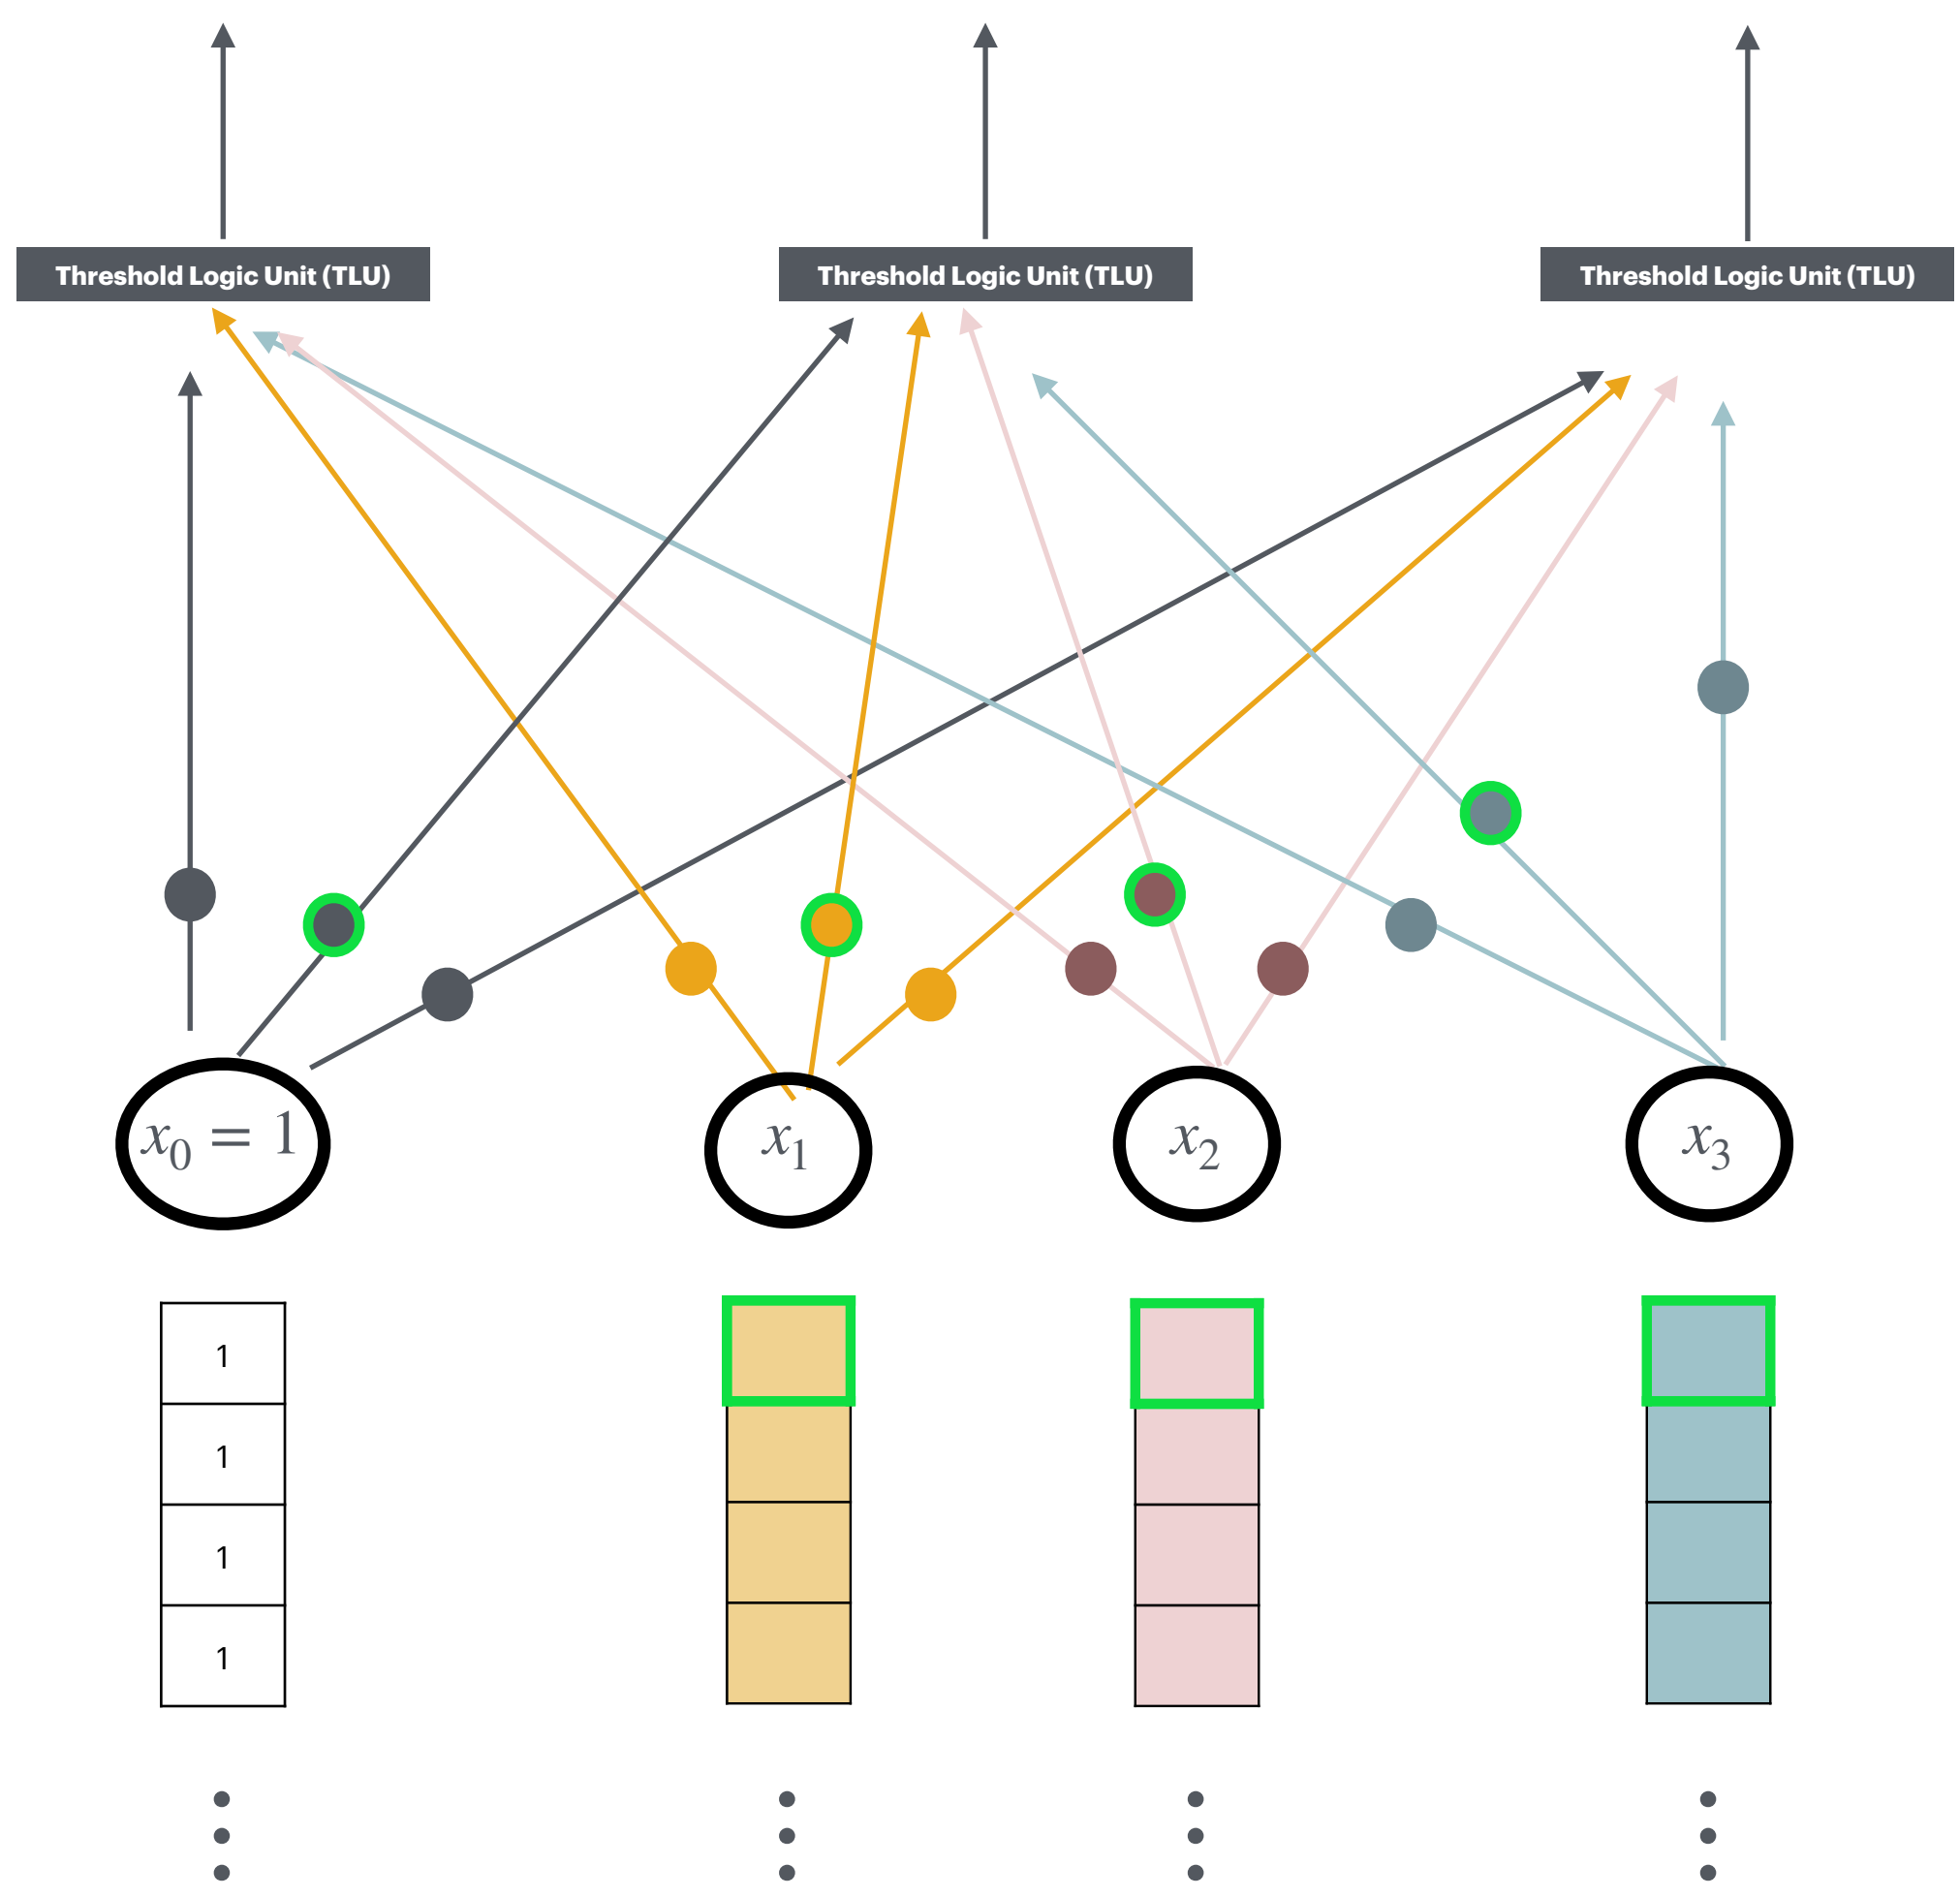 Threshold Logic Unit (TLU)
Threshold Logic Unit (TLU)
Threshold Logic Unit (TLU)
x₀ = 1
x₁
x₂
x₃
1
1
1
1